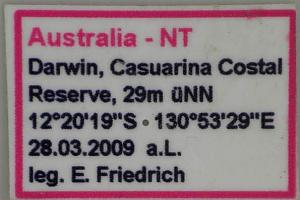 Australia - NT
Darwin, Casuarina Costal
Reserve, 29m üNN
12°20'19"S • 130°53'29"E
28.03.2009 a.L.
leg. E. Friedrich